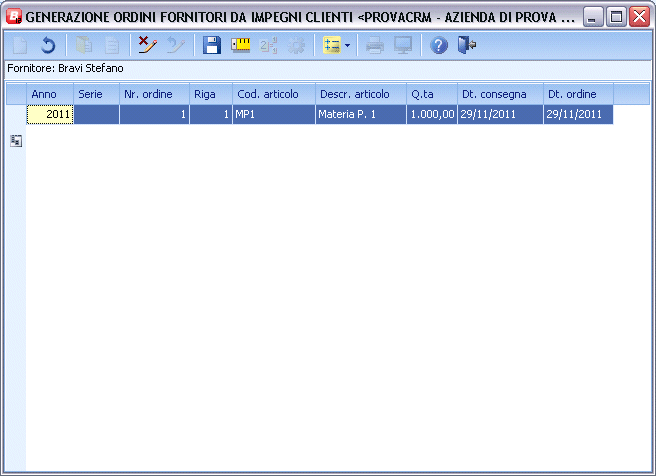 GENERAZIONE ORDINI FORNITORI DA IMPEGNI CLIENTI <PROVACRM - AZIENDA DI PROVA ...
Fornitore: Bravi Stefano
Anno Serie Nr. ordine Riga Cod. articolo Descr. articolo Q.ta Dt. consegna Dt. ordine
2011 1 1 MP1 Materia P. 1 1.000,00 29/11/2011 29/11/2011